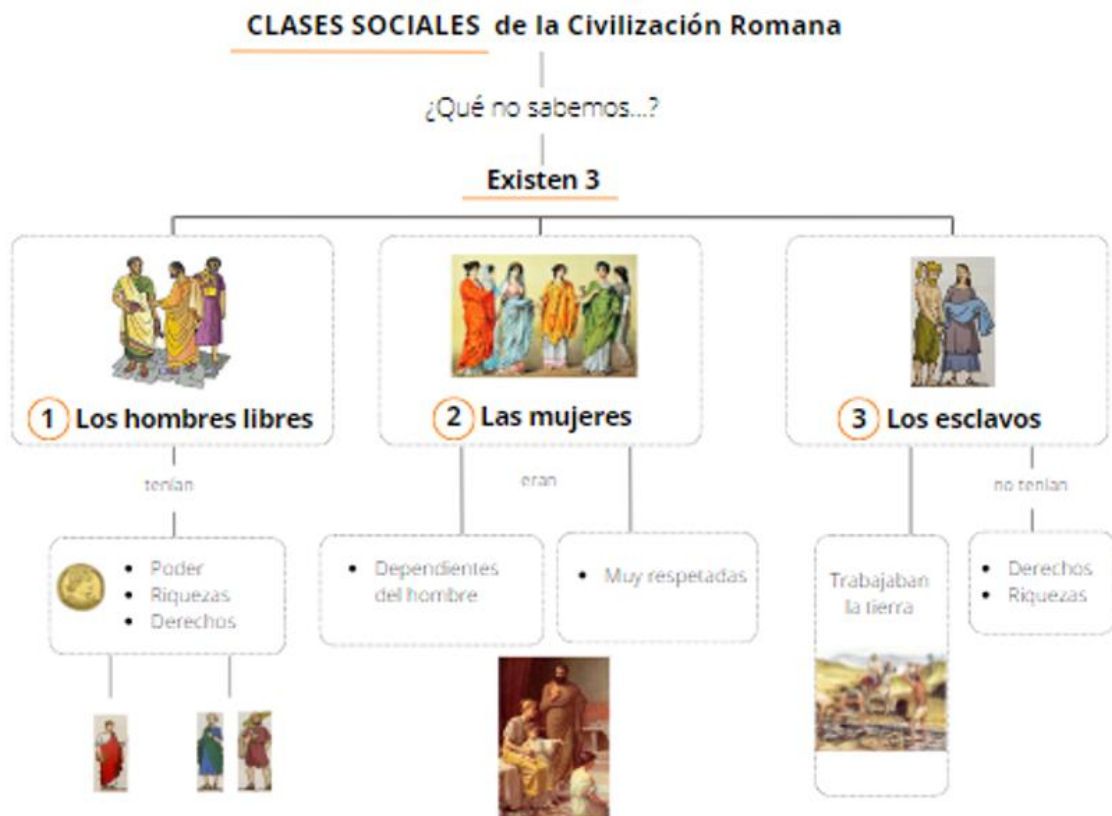 CLASES SOCIALES de la Civilización Romana
¿Qué no sabemos...?
Existen 3
1 Los hombres libres
2 Las mujeres
3 Los esclavos
tenían
eran
no tenían
• Poder
• Riquezas
• Derechos
• Dependientes
del hombre
• Muy respetadas
Trabajaban
la tierra
• Derechos
• Riquezas